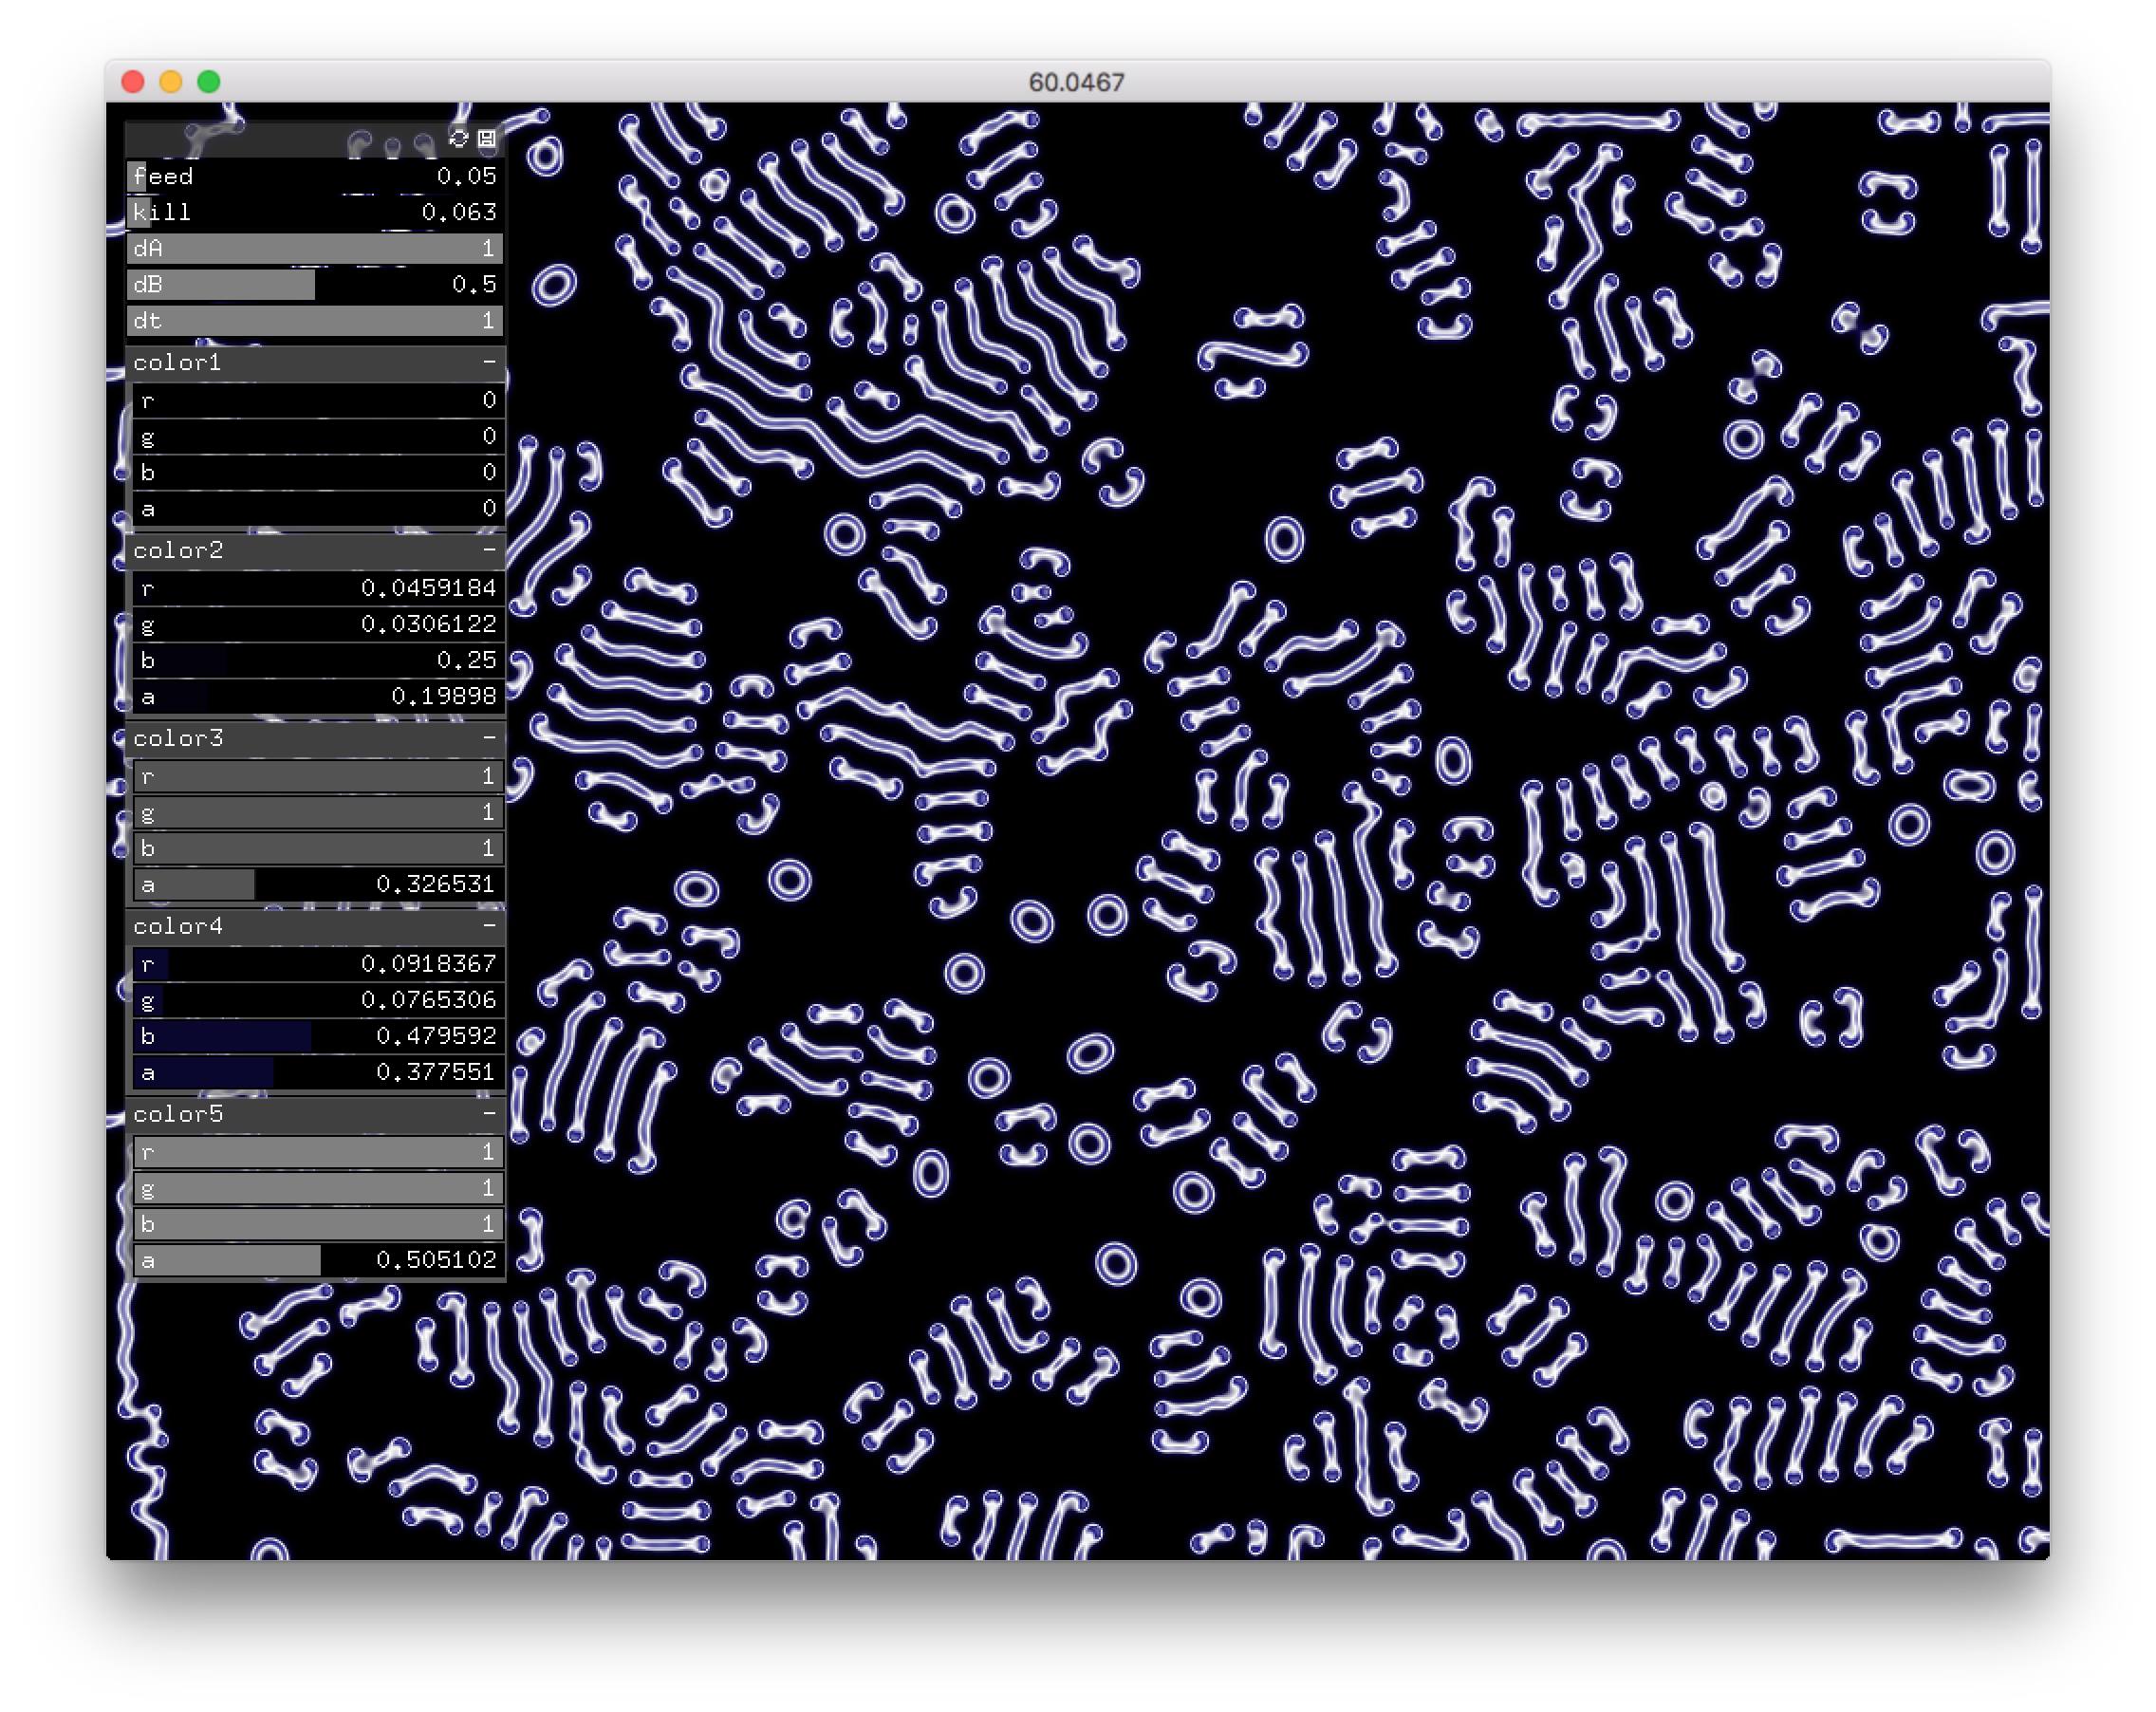 60.0467
feed 0.05
kill 0.063
dA 1
dB 0.5
dt 1
color1 -
r 0
g 0
b 0
a 0
color2 -
r 0.0459184
g 0.0306122
b 0.25
a 0.19898
color3 -
r 1
g 1
b 1
a 0.326531
color4 -
r 0.0918367
g 0.0765306
b 0.479592
a 0.377551
color5 -
r 1
g 1
b 1
a 0.505102